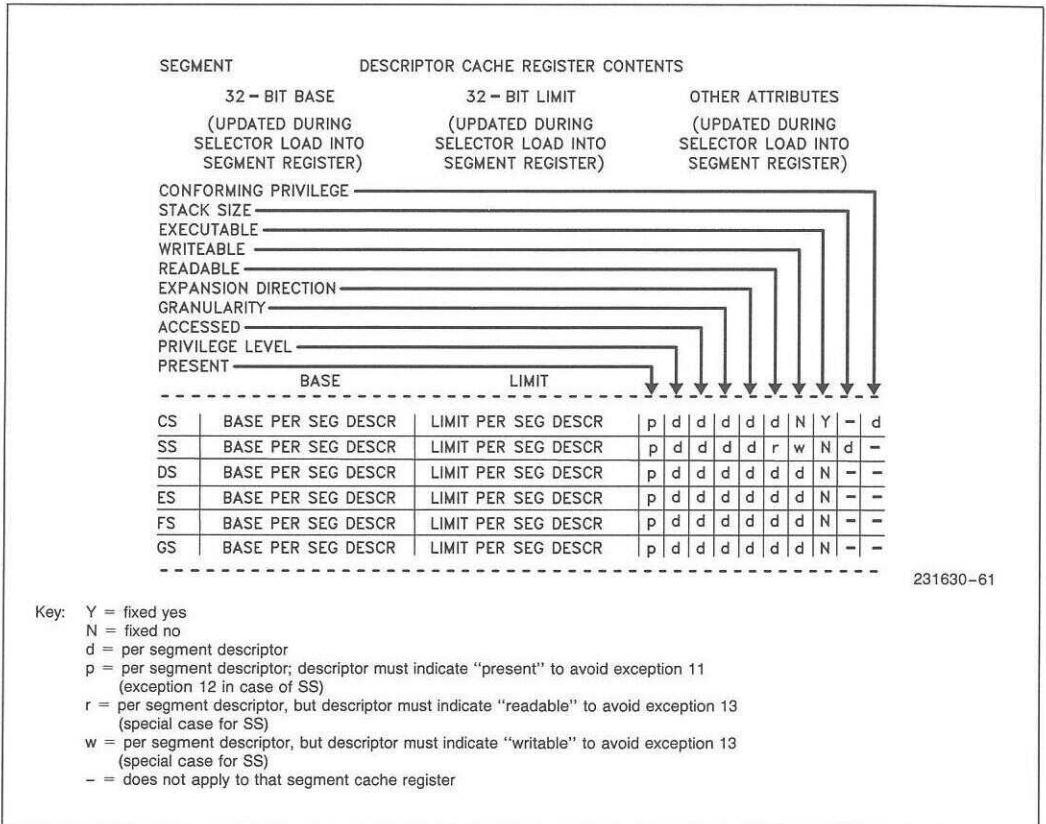 SEGMENT DESCRIPTOR CACHE REGISTER CONTENTS
32 – BIT BASE 32 – BIT LIMIT OTHER ATTRIBUTES
(UPDATED DURING (UPDATED DURING (UPDATED DURING
SELECTOR LOAD INTO SELECTOR LOAD INTO SELECTOR LOAD INTO
SEGMENT REGISTER) SEGMENT REGISTER) SEGMENT REGISTER)
CONFORMING PRIVILEGE
STACK SIZE
EXECUTABLE
WRITEABLE
READABLE
EXPANSION DIRECTION
GRANULARITY
ACCESSED
PRIVILEGE LEVEL
PRESENT
BASE LIMIT
CS BASE PER SEG DESCR LIMIT PER SEG DESCR p d d d d d N Y – d
SS BASE PER SEG DESCR LIMIT PER SEG DESCR p d d d d r w N d –
DS BASE PER SEG DESCR LIMIT PER SEG DESCR p d d d d d d N – –
ES BASE PER SEG DESCR LIMIT PER SEG DESCR p d d d d d d N – –
FS BASE PER SEG DESCR LIMIT PER SEG DESCR p d d d d d d N – –
GS BASE PER SEG DESCR LIMIT PER SEG DESCR p d d d d d d N – –
231630–61
Key: Y = fixed yes
N = fixed no
d = per segment descriptor
p = per segment descriptor; descriptor must indicate ‘‘present’’ to avoid exception 11
(exception 12 in case of SS)
r = per segment descriptor, but descriptor must indicate ‘‘readable’’ to avoid exception 13
(special case for SS)
w = per segment descriptor, but descriptor must indicate ‘‘writable’’ to avoid exception 13
(special case for SS)
– = does not apply to that segment cache register